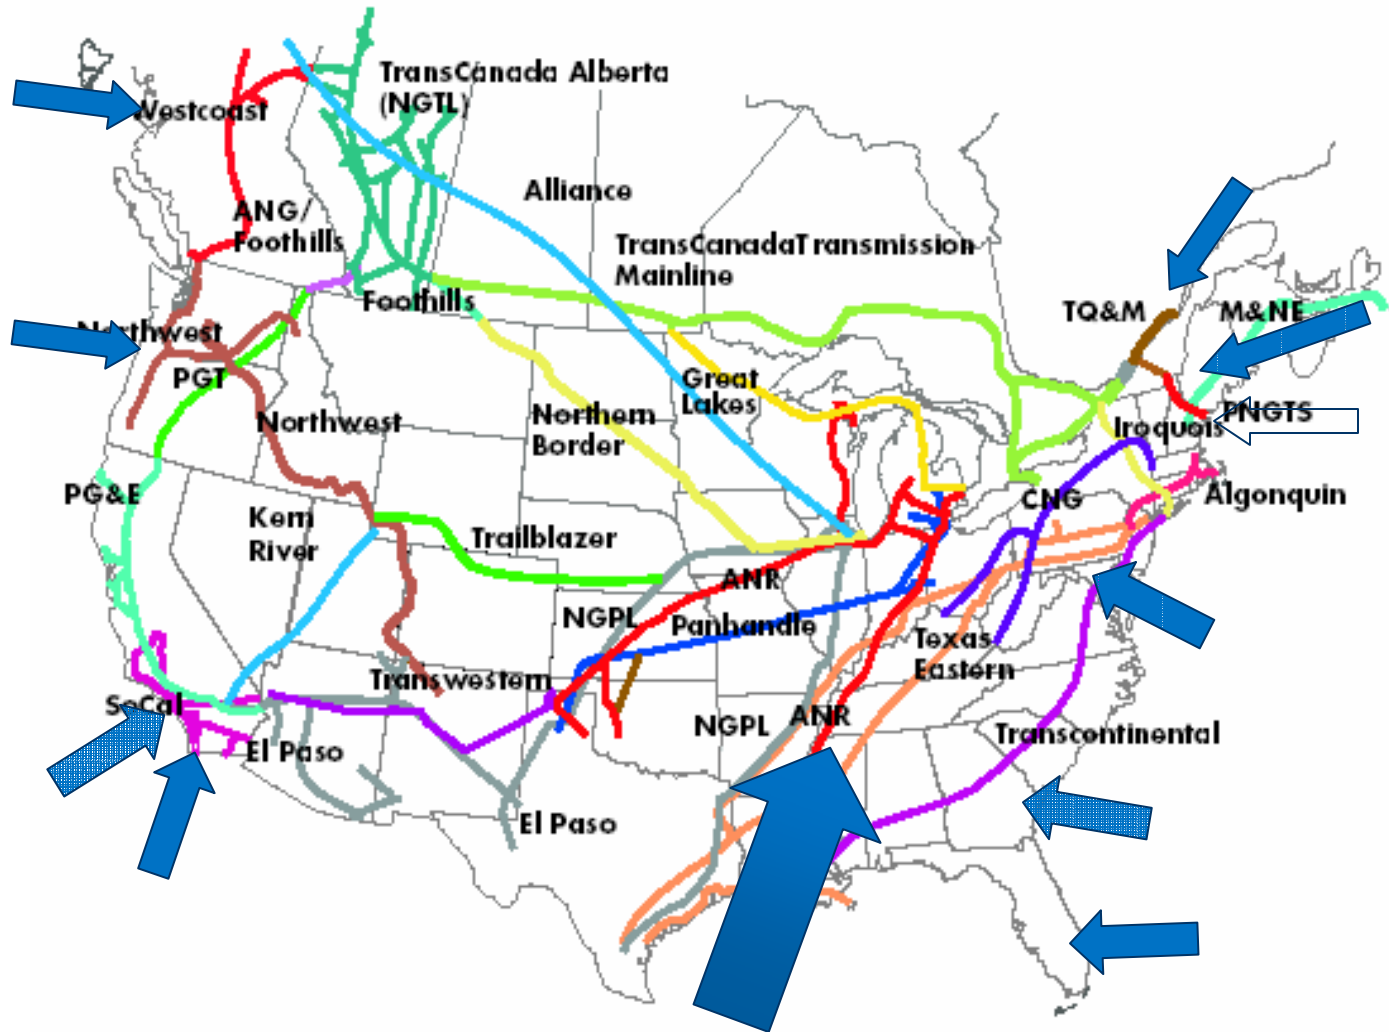 TransCanada Alberta
(NGTL)
Westcoast
Alliance
ANG/
Foothills
TransCanadaTransmission
Mainline
Foothills
TQ&M
M&NE
Northwest
PGT
Great
Lakes
Northern
Border
Northwest
PNGTS
Iroquois
PG&E
Kern
River
CNG
Algonquin
Trailblazer
ANR
NGPL
Panhandle
Texas
Eastern
Transwestern
SoCal
NGPL
ANR
Transcontinental
El Paso
El Paso